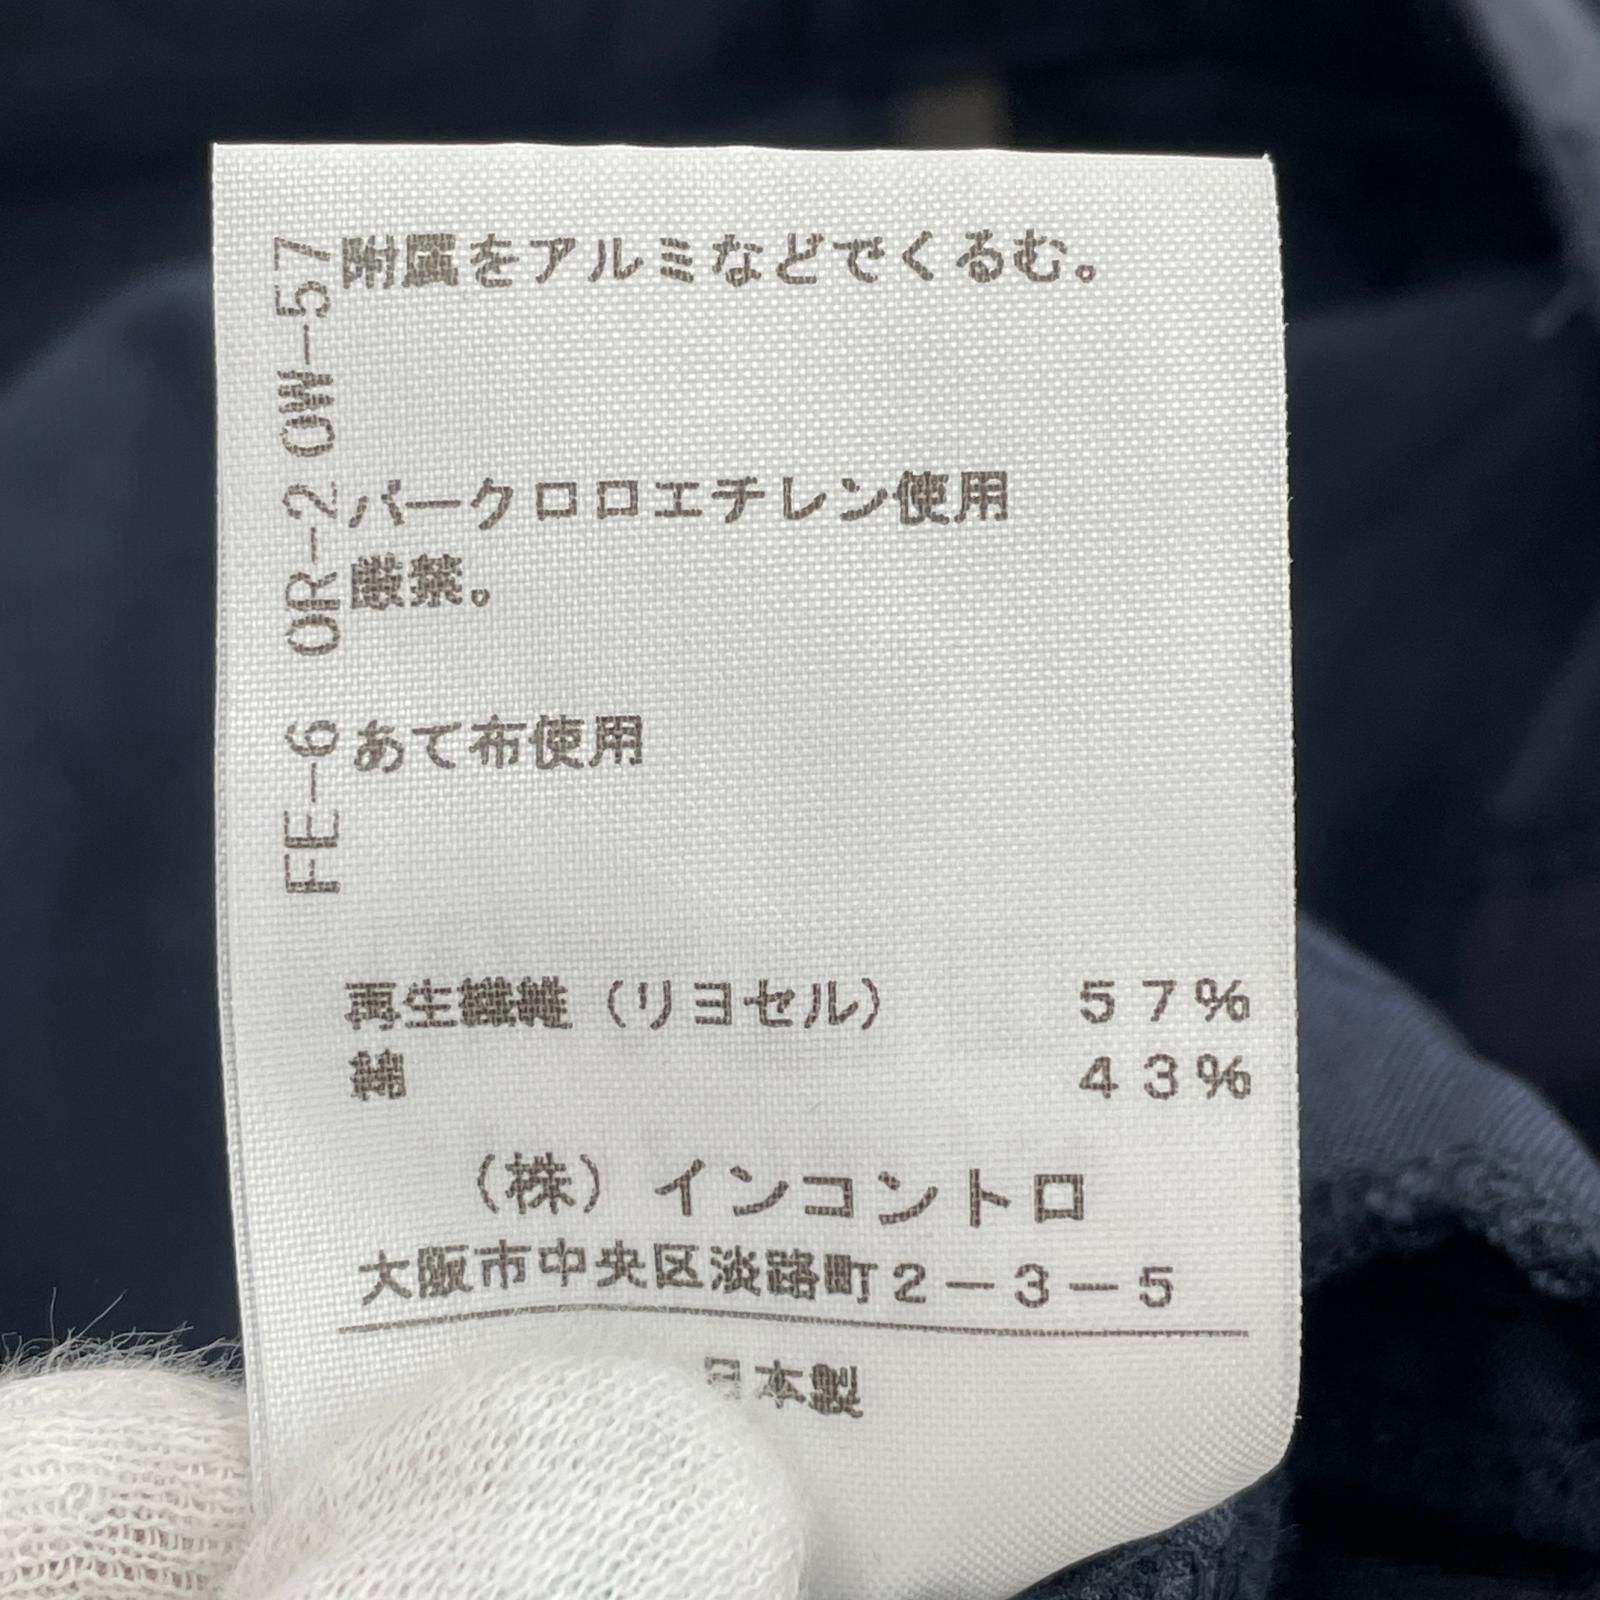 附属をアルミなどでくるむ。
パークロロエチレン使用
厳禁。
あて布使用
FE-6 OR-2 OW-57
再生繊維(リヨセル) 57%
綿 43%
(株)インコントロ
大阪市中央区淡路町2-3-5
日本製